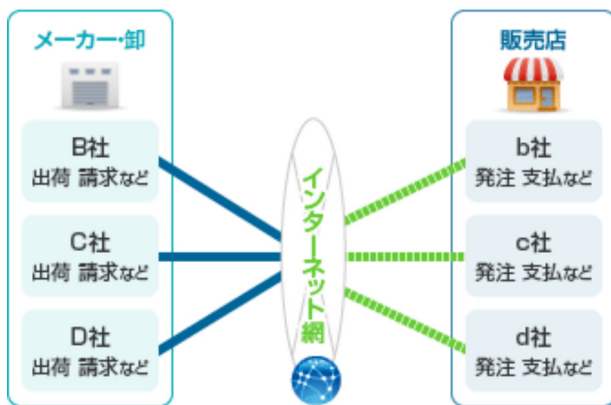 メーカー・卸
B社
出荷 請求など
C社
出荷 請求など
D社
出荷 請求など
インターネット網
販売店
b社
発注 支払など
c社
発注 支払など
d社
発注 支払など